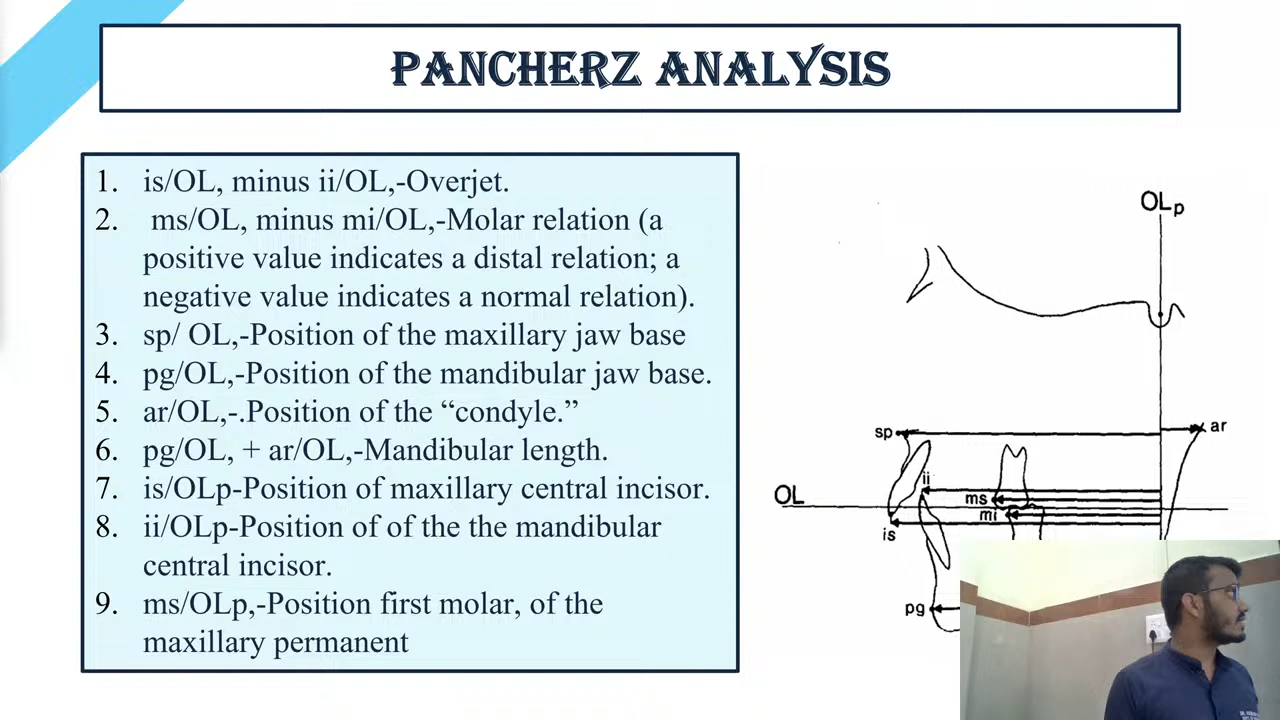 PANCHERZ ANALYSIS
1. is/OL, minus ii/OL,-Overjet.
2. ms/OL, minus mi/OL,-Molar relation (a
positive value indicates a distal relation; a
negative value indicates a normal relation).
3. sp/ OL,-Position of the maxillary jaw base
4. pg/OL,-Position of the mandibular jaw base.
5. ar/OL,-.Position of the “condyle.”
6. pg/OL, + ar/OL,-Mandibular length.
7. is/OLp-Position of maxillary central incisor.
8. ii/OLp-Position of of the the mandibular
central incisor.
9. ms/OLp,-Position first molar, of the
maxillary permanent
OLp
sp
ar
ii
OL
ms
mi
is
pg